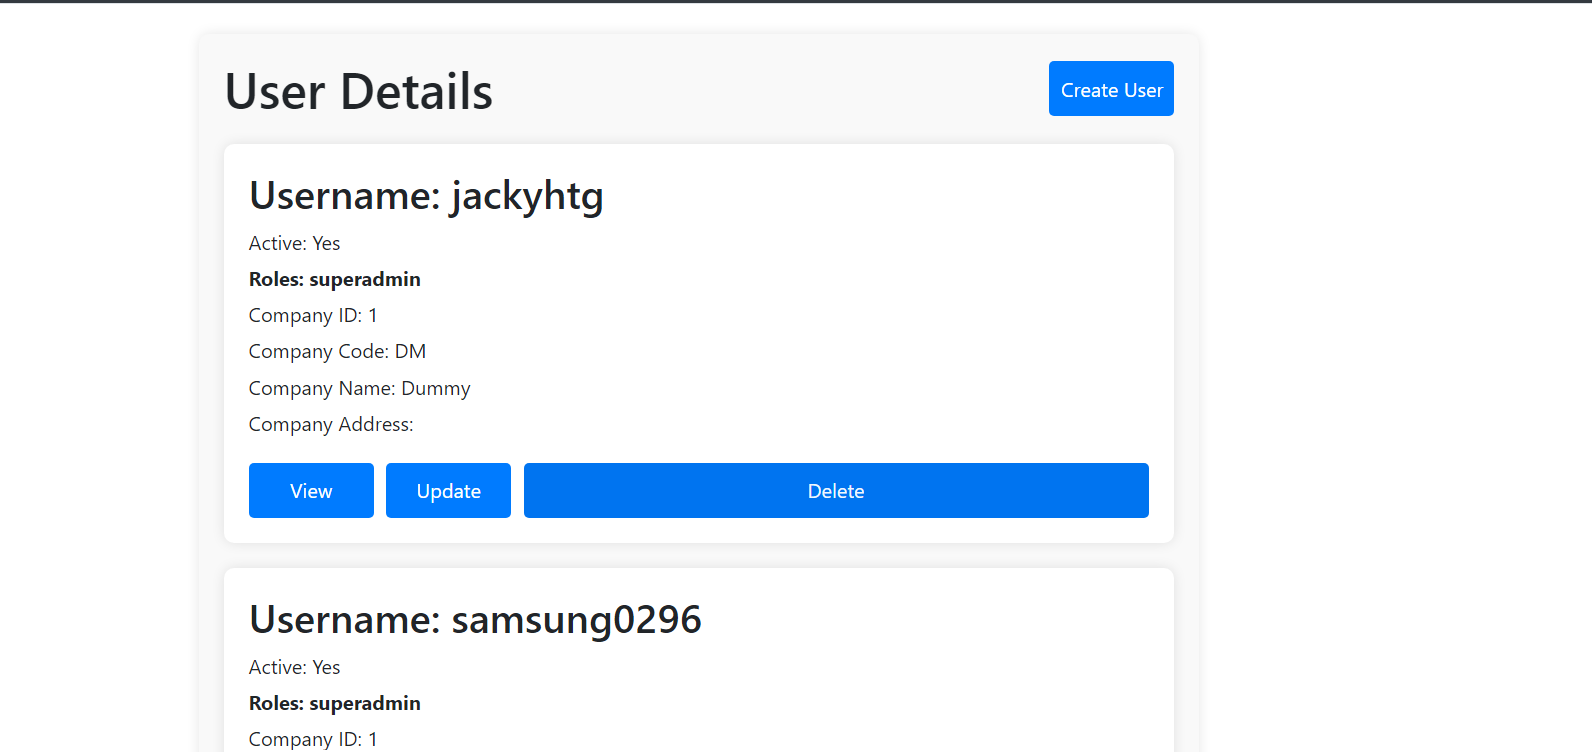 User Details
Create User
Username: jackyhtg
Active: Yes
Roles: superadmin
Company ID: 1
Company Code: DM
Company Name: Dummy
Company Address:
View Update Delete
Username: samsung0296
Active: Yes
Roles: superadmin
Company ID: 1